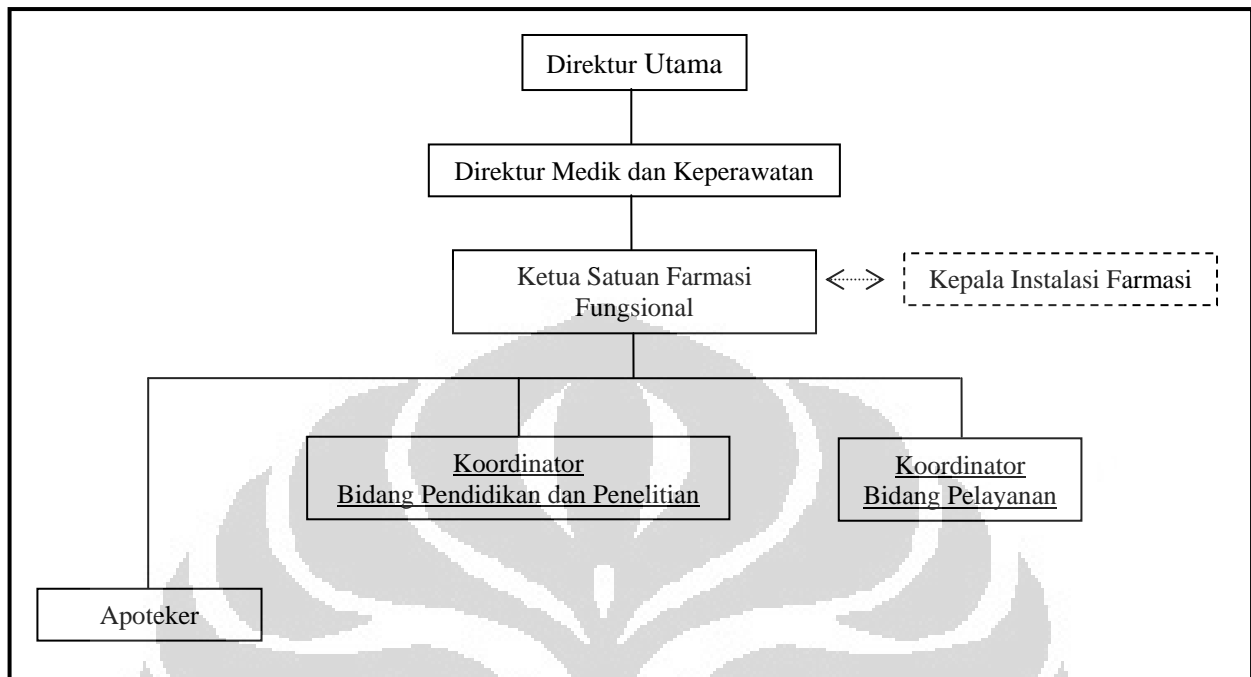 Direktur Utama
Direktur Medik dan Keperawatan
Ketua Satuan Farmasi
Fungsional
Kepala Instalasi Farmasi
Koordinator
Bidang Pendidikan dan Penelitian
Koordinator
Bidang Pelayanan
Apoteker